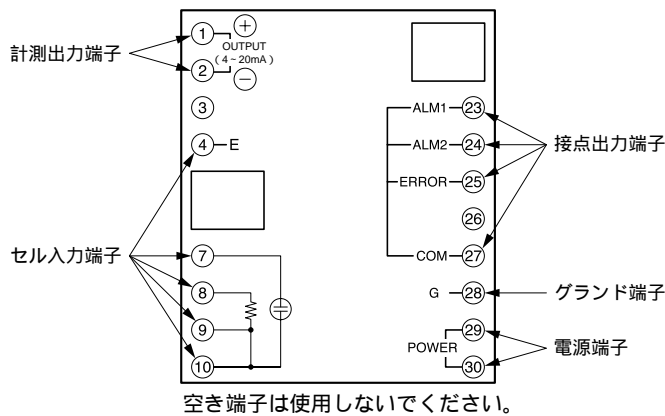 計測出力端子
① OUTPUT ⊕
(4~20mA)
② ⊖
③
④ E
セル入力端子
⑦
⑧
⑨
⑩
ALM1 ㉓
ALM2 ㉔
ERROR ㉕
㉖
COM ㉗
接点出力端子
G ㉘
グランド端子
POWER ㉙
㉚
電源端子
空き端子は使用しないでください。